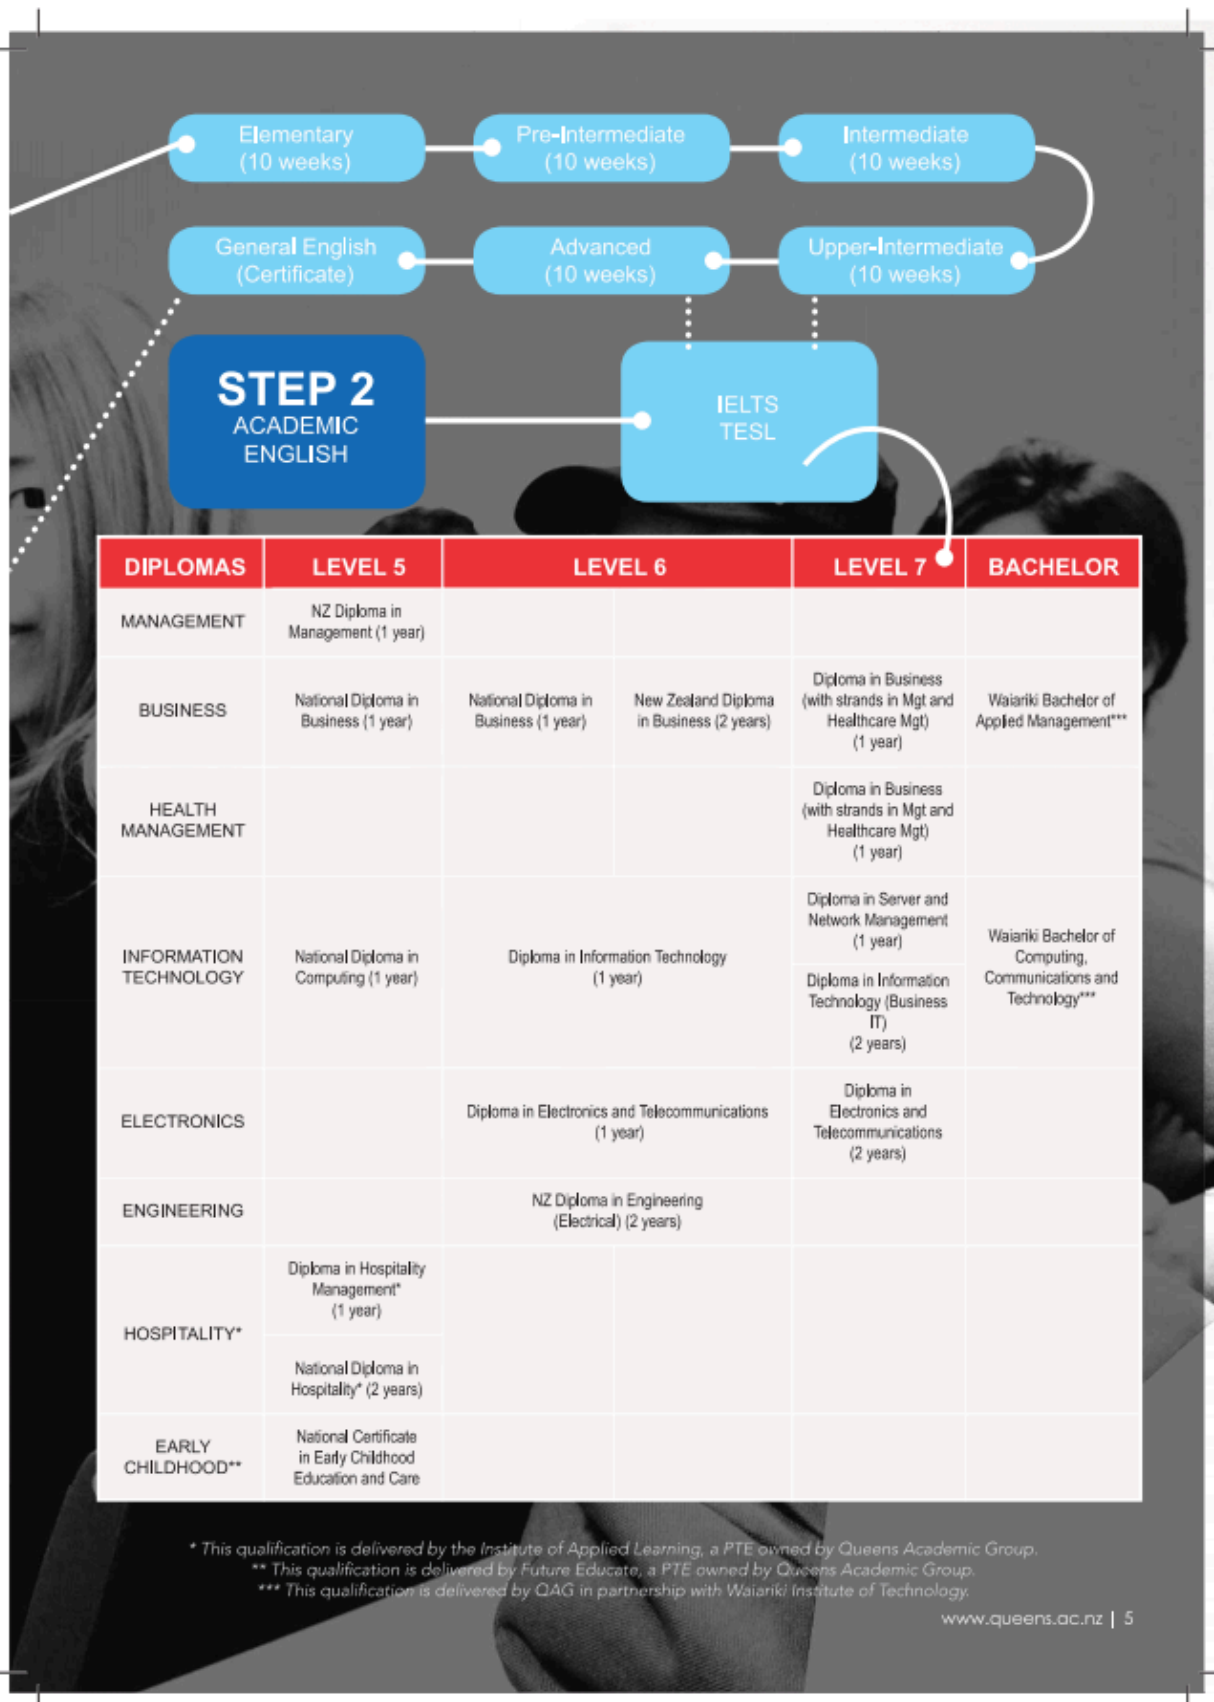 Elementary
(10 weeks)
Pre-Intermediate
(10 weeks)
Intermediate
(10 weeks)
General English
(Certificate)
Advanced
(10 weeks)
Upper-Intermediate
(10 weeks)
STEP 2
ACADEMIC
ENGLISH
IELTS
TESL
DIPLOMAS
LEVEL 5
LEVEL 6
LEVEL 7
BACHELOR
MANAGEMENT
NZ Diploma in
Management (1 year)
BUSINESS
National Diploma in
Business (1 year)
National Diploma in
Business (1 year)
New Zealand Diploma
in Business (2 years)
Diploma in Business
(with strands in Mgt and
Healthcare Mgt)
(1 year)
Waiariki Bachelor of
Applied Management***
HEALTH
MANAGEMENT
Diploma in Business
(with strands in Mgt and
Healthcare Mgt)
(1 year)
INFORMATION
TECHNOLOGY
National Diploma in
Computing (1 year)
Diploma in Information Technology
(1 year)
Diploma in Server and
Network Management
(1 year)
Diploma in Information
Technology (Business
IT)
(2 years)
Waiariki Bachelor of
Computing,
Communications and
Technology***
ELECTRONICS
Diploma in Electronics and Telecommunications
(1 year)
Diploma in
Electronics and
Telecommunications
(2 years)
ENGINEERING
NZ Diploma in Engineering
(Electrical) (2 years)
HOSPITALITY*
Diploma in Hospitality
Management*
(1 year)
National Diploma in
Hospitality* (2 years)
EARLY
CHILDHOOD**
National Certificate
in Early Childhood
Education and Care
* This qualification is delivered by the Institute of Applied Learning, a PTE owned by Queens Academic Group.
** This qualification is delivered by Future Educate, a PTE owned by Queens Academic Group.
*** This qualification is delivered by QAG in partnership with Waiariki Institute of Technology.
www.queens.ac.nz | 5